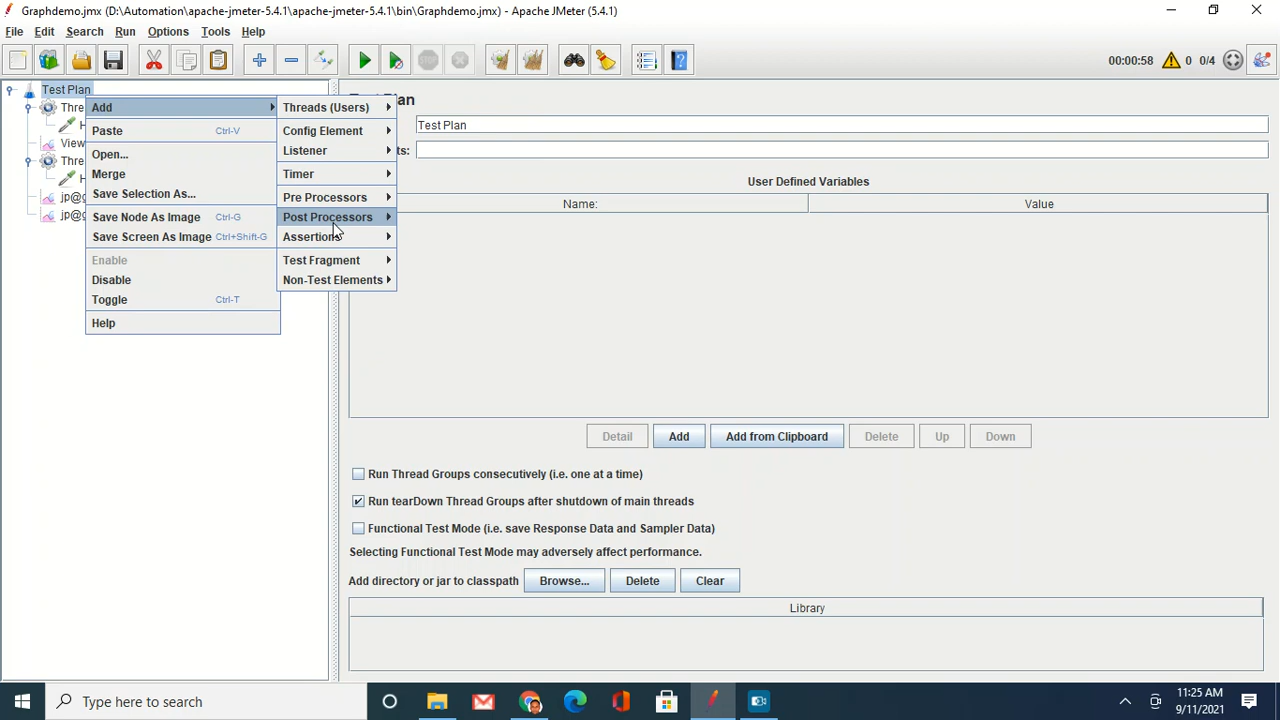 Graphdemo.jmx (D:\Automation\apache-jmeter-5.4.1\apache-jmeter-5.4.1\bin\Graphdemo.jmx) - Apache JMeter (5.4.1)
File Edit Search Run Options Tools Help
00:00:58 0 0/4
Test Plan
Thre
H
View
Thre
H
jp@g
jp@g
Add
Paste Ctrl-V
Open...
Merge
Save Selection As...
Save Node As Image Ctrl-G
Save Screen As Image Ctrl+Shift-G
Enable
Disable
Toggle Ctrl-T
Help
Threads (Users)
Config Element
Listener
Timer
Pre Processors
Post Processors
Assertions
Test Fragment
Non-Test Elements
Plan
Test Plan
ts:
User Defined Variables
Name: Value
Detail Add Add from Clipboard Delete Up Down
Run Thread Groups consecutively (i.e. one at a time)
Run tearDown Thread Groups after shutdown of main threads
Functional Test Mode (i.e. save Response Data and Sampler Data)
Selecting Functional Test Mode may adversely affect performance.
Add directory or jar to classpath Browse... Delete Clear
Library
Type here to search
11:25 AM
9/11/2021